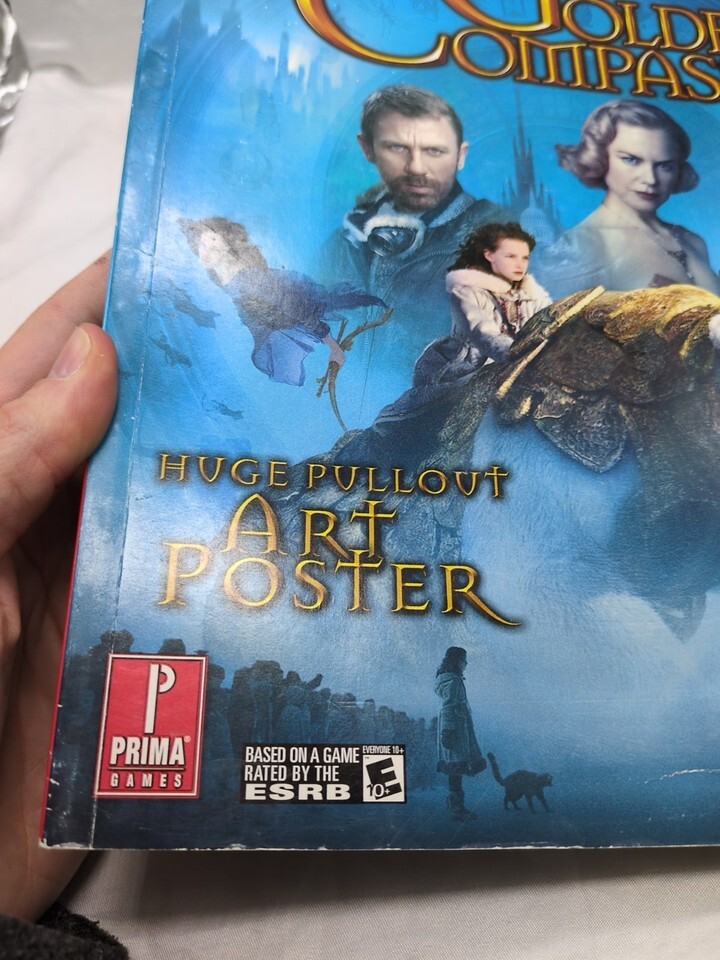 GOLDE
COMPAS
HUGE PULLOUT
ART
POSTER
P
PRIMA®
GAMES
BASED ON A GAME
RATED BY THE
ESRB
EVERYONE 10+
E
10+